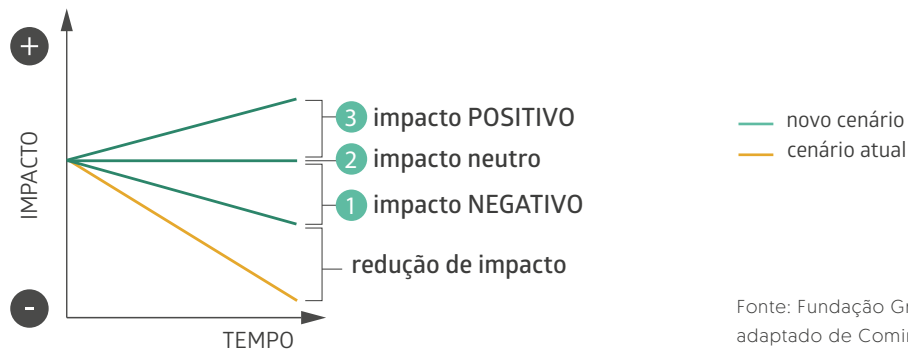 +
IMPACTO
-
TEMPO
3 impacto POSITIVO
2 impacto neutro
1 impacto NEGATIVO
redução de impacto
novo cenário
cenário atual
Fonte: Fundação
adaptado de